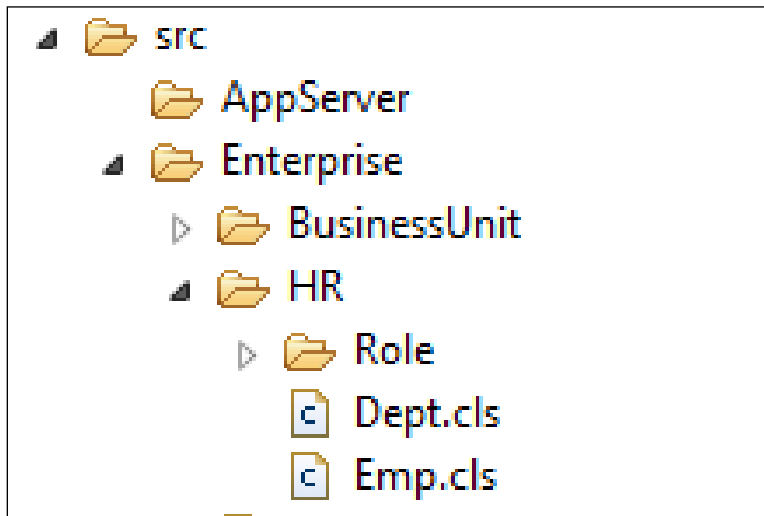 src
AppServer
Enterprise
BusinessUnit
HR
Role
Dept.cls
Emp.cls